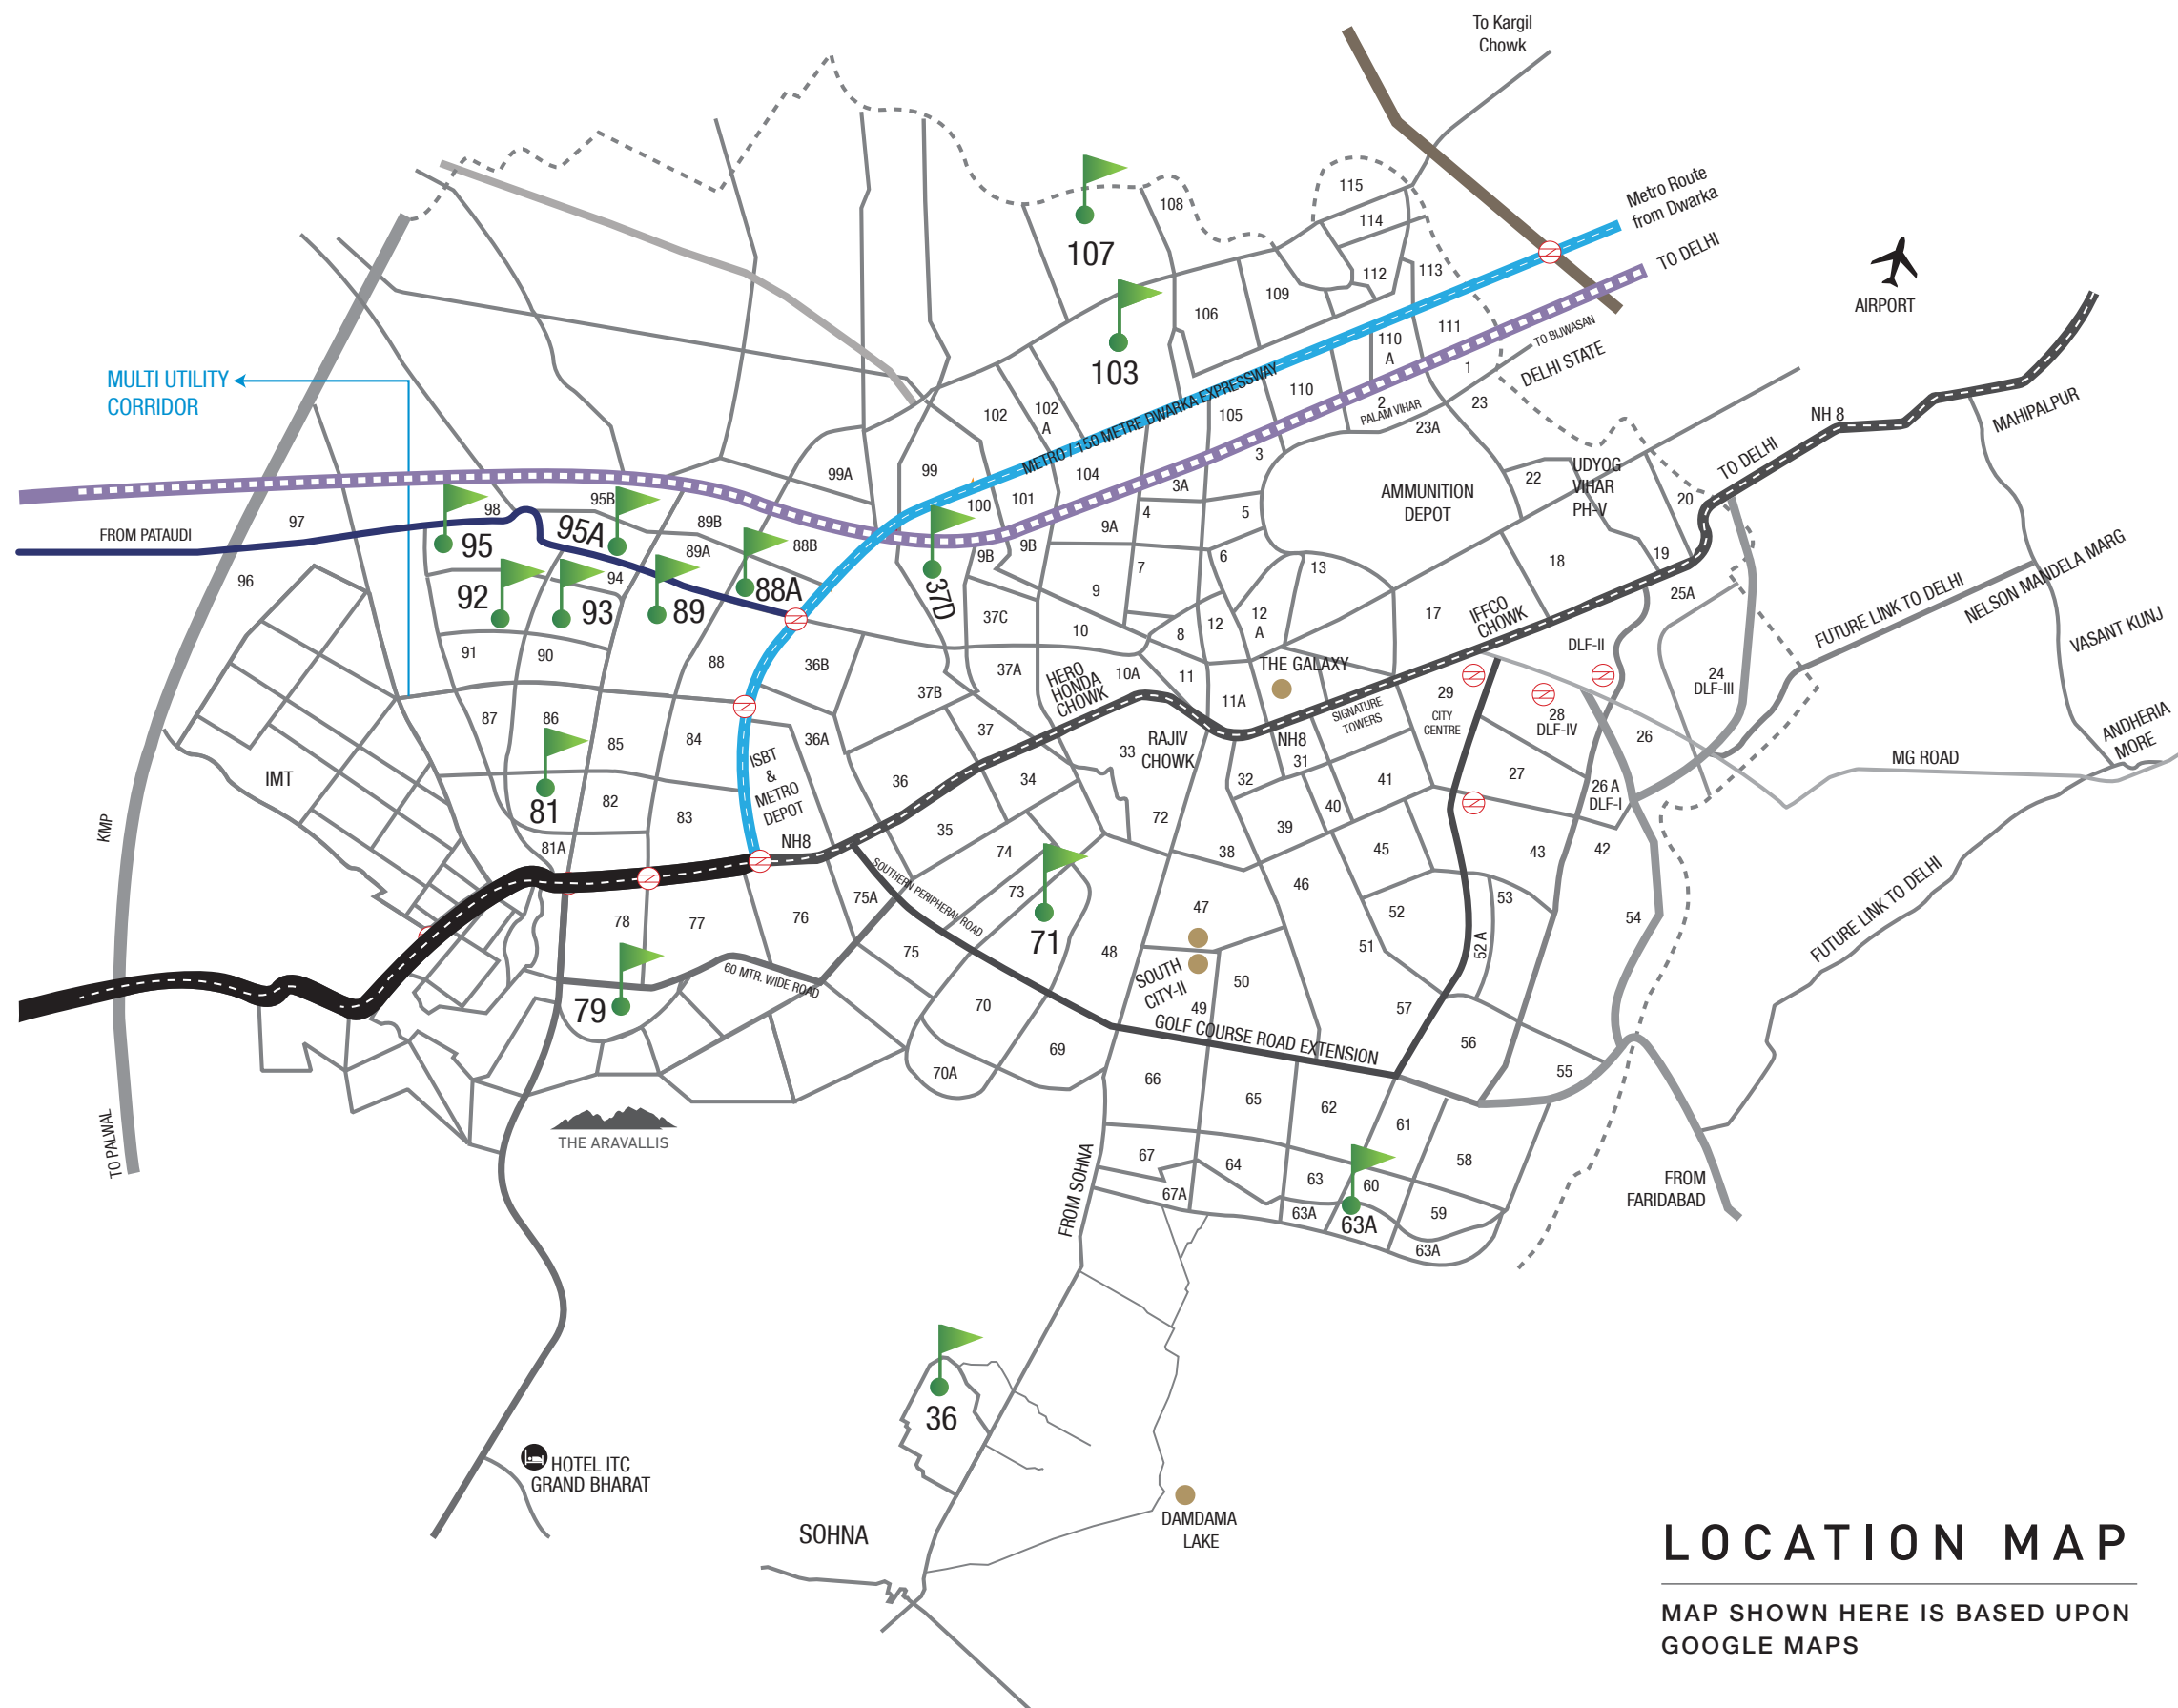 To Kargil
Chowk
Metro Route
from Dwarka
TO DELHI
115
108
114
107
112
113
109
AIRPORT
106
111
TO BIJWASAN
110
A
DELHI STATE
1
103
MULTI UTILITY
CORRIDOR
METRO / 150 METRE DWARKA EXPRESSWAY
110
2
PALAM VIHAR
23
MAHIPALPUR
NH 8
102
102
A
105
23A
TO DELHI
3
99A
99
104
3A
22
UDYOG
VIHAR
PH-V
AMMUNITION
DEPOT
20
95B
98
97
100
101
4
5
9A
89B
FROM PATAUDI
95
95A
89A
88B
9B
9B
6
7
13
18
19
96
94
92
93
89
88A
37D
9
25A
FUTURE LINK TO DELHI
NELSON MANDELA MARG
37C
10
8
12
12
A
17
IFFCO
CHOWK
VASANT KUNJ
91
90
88
36B
37A
10A
11
THE GALAXY
DLF-II
24
DLF-III
HERO
HONDA
CHOWK
37B
11A
29
CITY
CENTRE
SIGNATURE
TOWERS
28
DLF-IV
26
ANDHERIA
MORE
87
86
85
84
36A
37
33
RAJIV
CHOWK
NH8
31
MG ROAD
IMT
ISBT
&
METRO
DEPOT
36
34
32
41
27
26 A
DLF-I
81
82
83
40
72
39
KMP
35
NH8
81A
74
38
45
43
42
SOUTHERN PERIPHERAL ROAD
73
75A
46
FUTURE LINK TO DELHI
78
77
76
71
47
52
53
54
75
48
51
52 A
60 MTR. WIDE ROAD
SOUTH
CITY-II
50
79
70
49
57
GOLF COURSE ROAD EXTENSION
69
56
70A
66
55
65
62
61
THE ARAVALLIS
TO PALWAL
67
64
58
FROM SOHNA
63
60
67A
63A
63A
59
63A
FROM
FARIDABAD
36
HOTEL ITC
GRAND BHARAT
SOHNA
DAMDAMA
LAKE
LOCATION MAP
MAP SHOWN HERE IS BASED UPON
GOOGLE MAPS